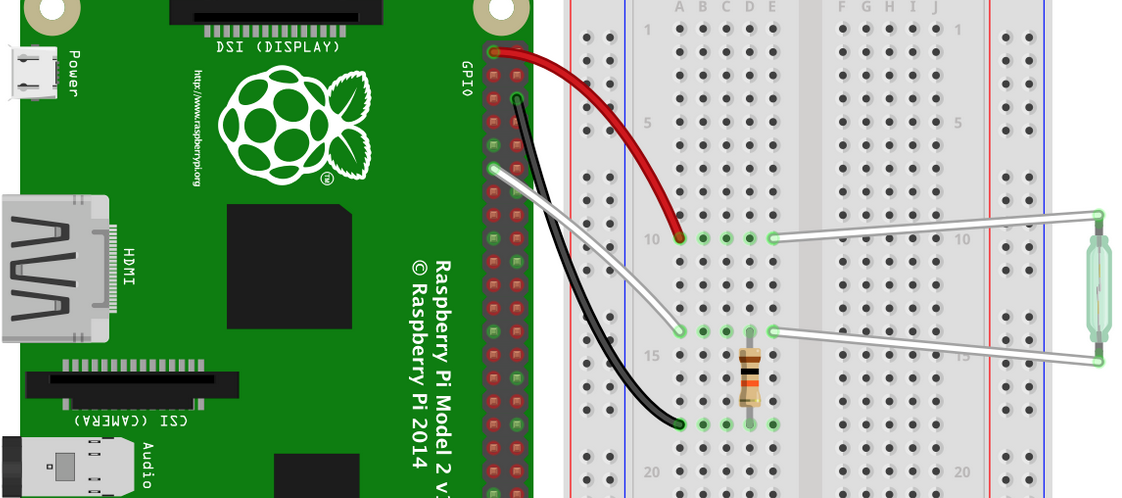 DSI (DISPLAY)
Power
GPIO
http://www.raspberrypi.org
TM
HDMI
Raspberry Pi Model 2 v
© Raspberry Pi 2014
CSI (CAMERA)
Audio
A B C D E F G H I J
1 1
5 5
10 10
15 15
20 20